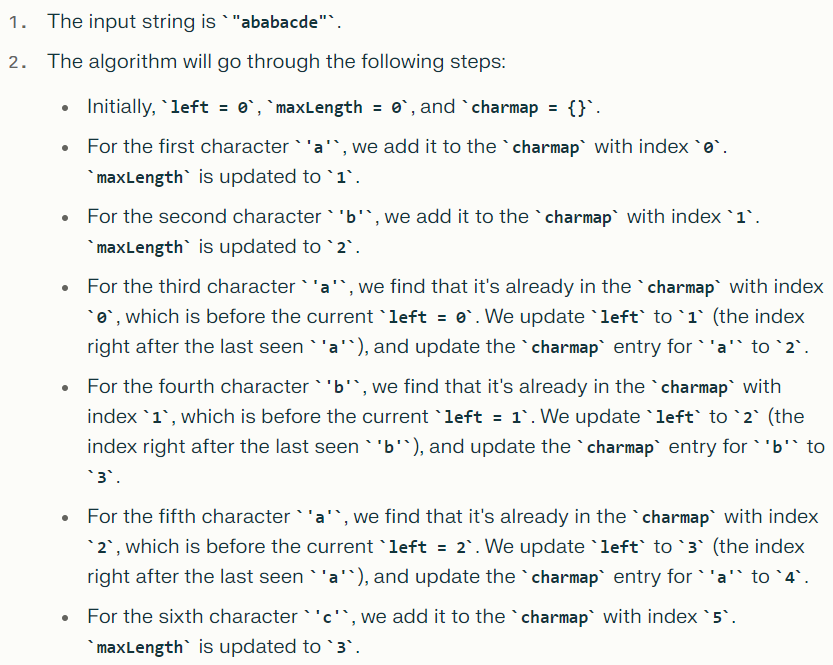 1. The input string is `"ababacde"`.
2. The algorithm will go through the following steps:
• Initially, `left = 0`, `maxLength = 0`, and `charmap = {}`.
• For the first character `'a'`, we add it to the `charmap` with index `0`.
`maxLength` is updated to `1`.
• For the second character `'b'`, we add it to the `charmap` with index `1`.
`maxLength` is updated to `2`.
• For the third character `'a'`, we find that it's already in the `charmap` with index
`0`, which is before the current `left = 0`. We update `left` to `1` (the index
right after the last seen `'a'`), and update the `charmap` entry for `'a'` to `2`.
• For the fourth character `'b'`, we find that it's already in the `charmap` with
index `1`, which is before the current `left = 1`. We update `left` to `2` (the
index right after the last seen `'b'`), and update the `charmap` entry for `'b'` to
`3`.
• For the fifth character `'a'`, we find that it's already in the `charmap` with index
`2`, which is before the current `left = 2`. We update `left` to `3` (the index
right after the last seen `'a'`), and update the `charmap` entry for `'a'` to `4`.
• For the sixth character `'c'`, we add it to the `charmap` with index `5`.
`maxLength` is updated to `3`.